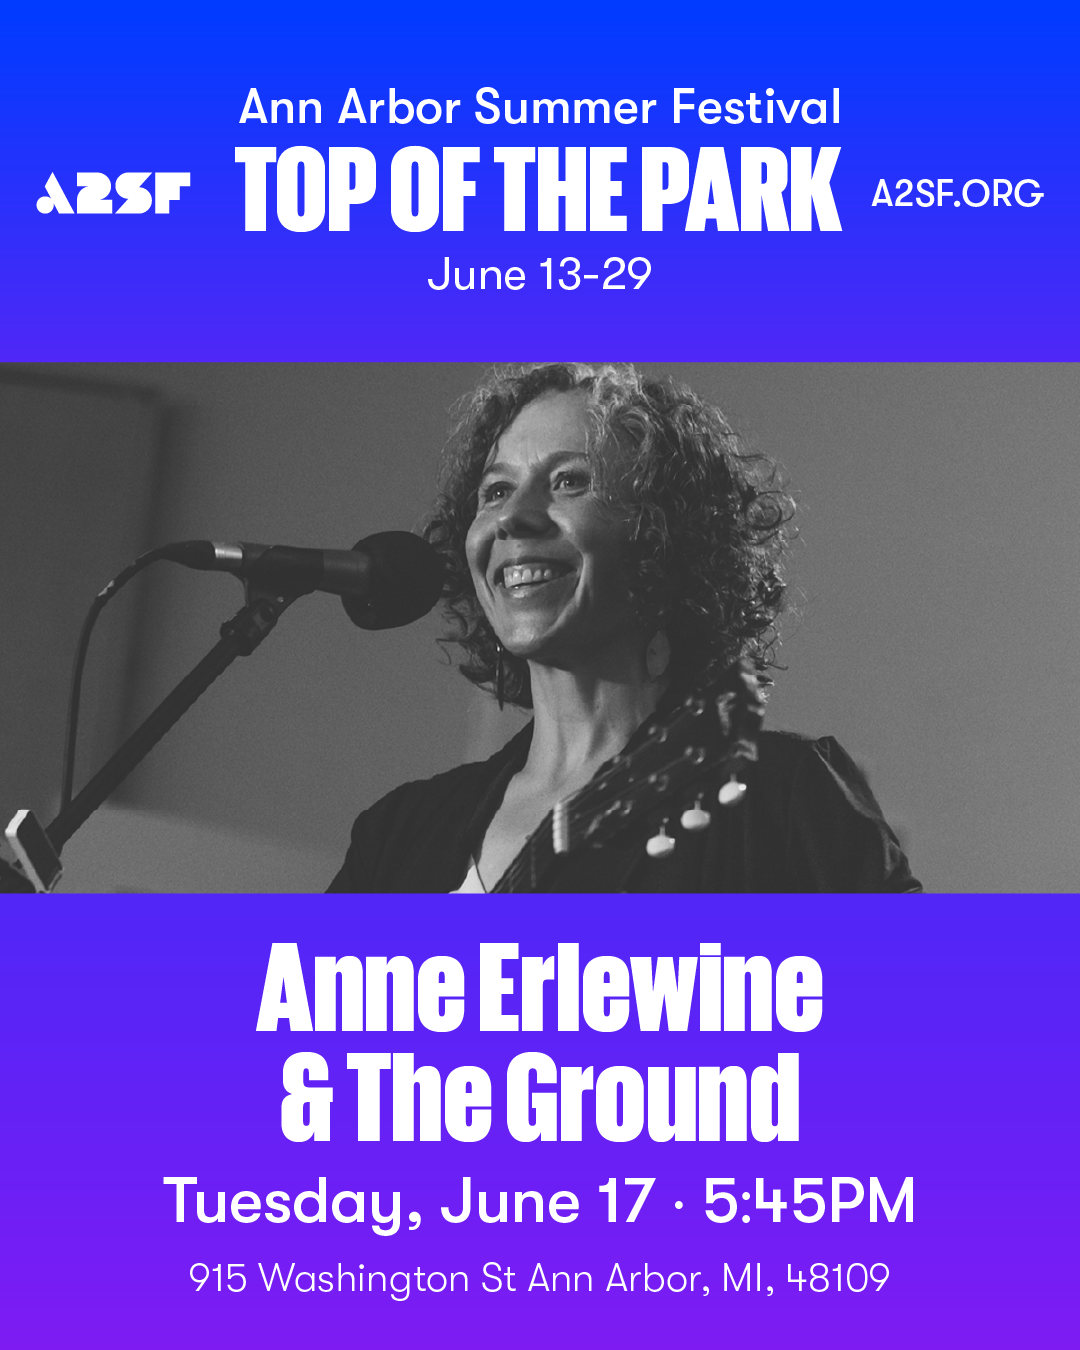 Ann Arbor Summer Festival
A2SF
TOP OF THE PARK
A2SF.ORG
June 13-29
Anne Erlewine
& The Ground
Tuesday, June 17 · 5:45PM
915 Washington St Ann Arbor, MI, 48109